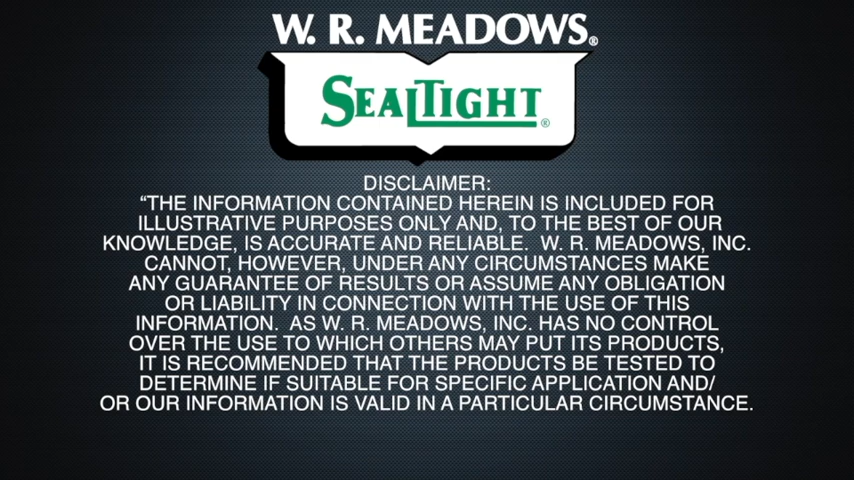 W. R. MEADOWS®
SEALTIGHT®
DISCLAIMER:
“THE INFORMATION CONTAINED HEREIN IS INCLUDED FOR
ILLUSTRATIVE PURPOSES ONLY AND, TO THE BEST OF OUR
KNOWLEDGE, IS ACCURATE AND RELIABLE.  W. R. MEADOWS, INC.
CANNOT, HOWEVER, UNDER ANY CIRCUMSTANCES MAKE
ANY GUARANTEE OF RESULTS OR ASSUME ANY OBLIGATION
OR LIABILITY IN CONNECTION WITH THE USE OF THIS
INFORMATION.  AS W. R. MEADOWS, INC. HAS NO CONTROL
OVER THE USE TO WHICH OTHERS MAY PUT ITS PRODUCTS,
IT IS RECOMMENDED THAT THE PRODUCTS BE TESTED TO
DETERMINE IF SUITABLE FOR SPECIFIC APPLICATION AND/
OR OUR INFORMATION IS VALID IN A PARTICULAR CIRCUMSTANCE.